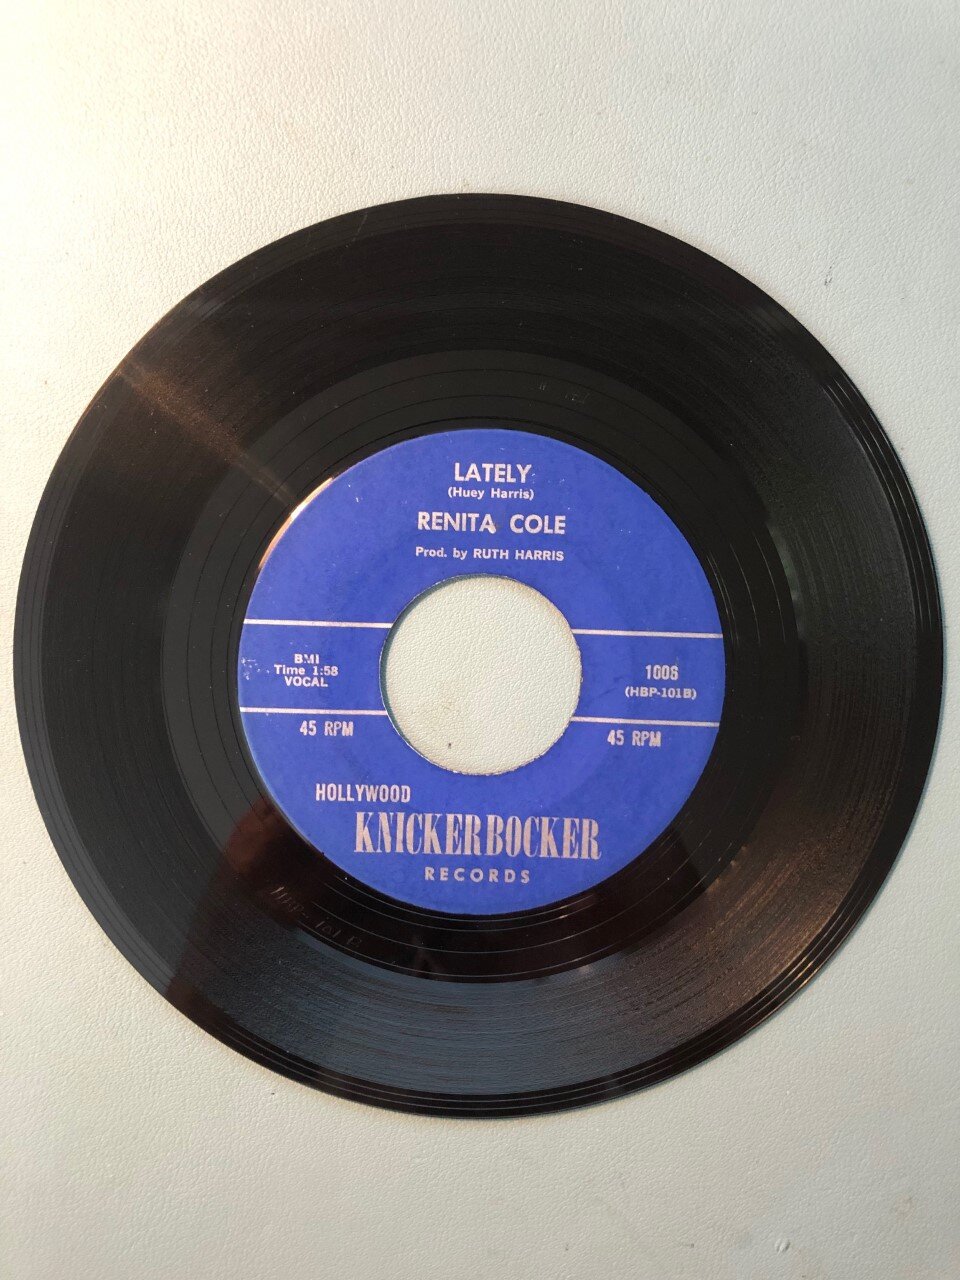 LATELY
(Huey Harris)
RENITA COLE
Prod. by RUTH HARRIS
BMI
Time 1:58
VOCAL
1008
(HBP-101B)
45 RPM
45 RPM
HOLLYWOOD
KNICKERBOCKER
RECORDS